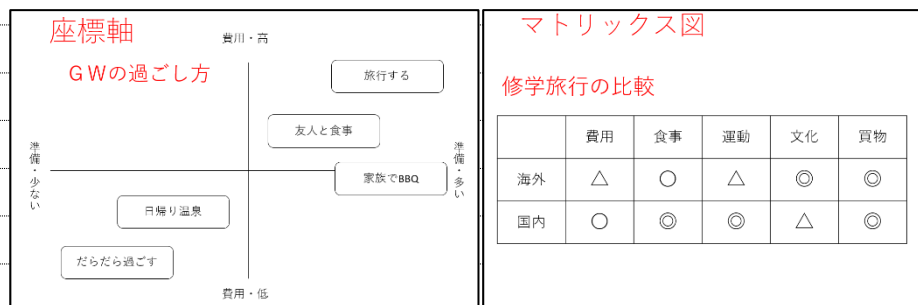 座標軸
費用・高
GWの過ごし方
旅行する
友人と食事
準備・少ない
準備・多い
家族でBBQ
日帰り温泉
だらだら過ごす
費用・低
マトリックス図
修学旅行の比較
費用 食事 運動 文化 買物
海外 △ ○ △ ◎ ◎
国内 ○ ◎ ◎ △ ◎